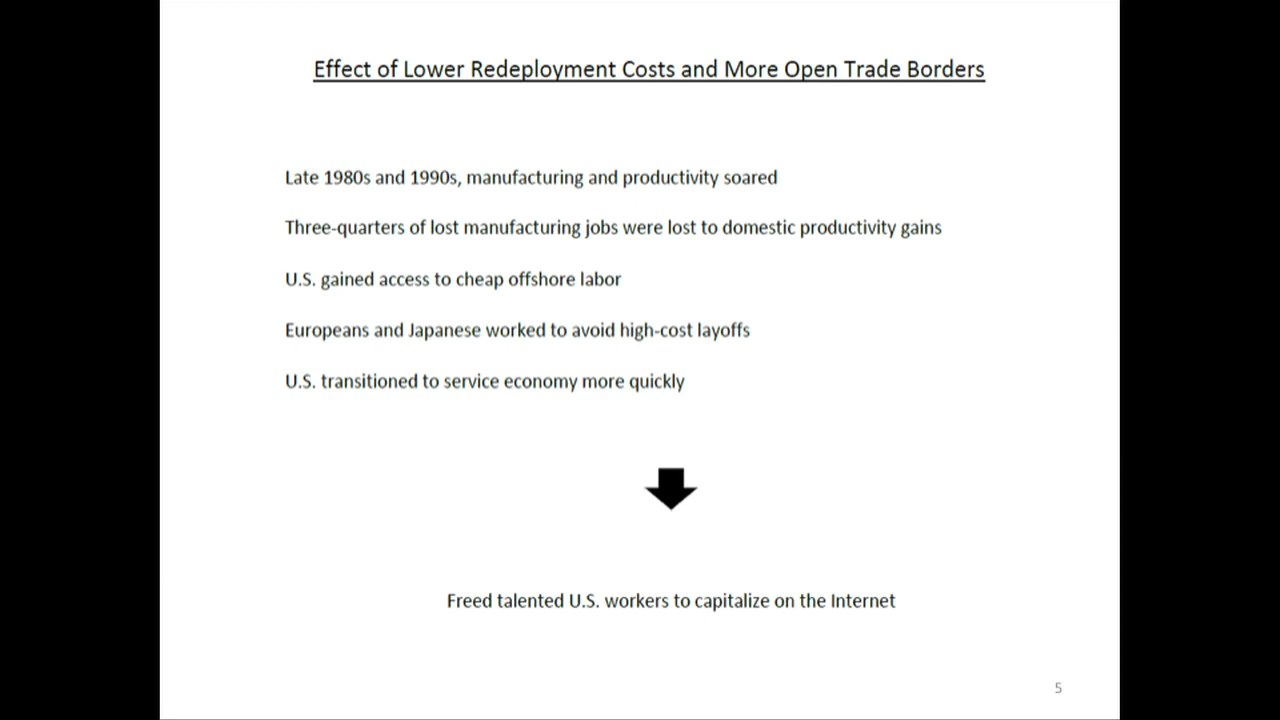 Effect of Lower Redeployment Costs and More Open Trade Borders
Late 1980s and 1990s, manufacturing and productivity soared
Three-quarters of lost manufacturing jobs were lost to domestic productivity gains
U.S. gained access to cheap offshore labor
Europeans and Japanese worked to avoid high-cost layoffs
U.S. transitioned to service economy more quickly
Freed talented U.S. workers to capitalize on the Internet
5